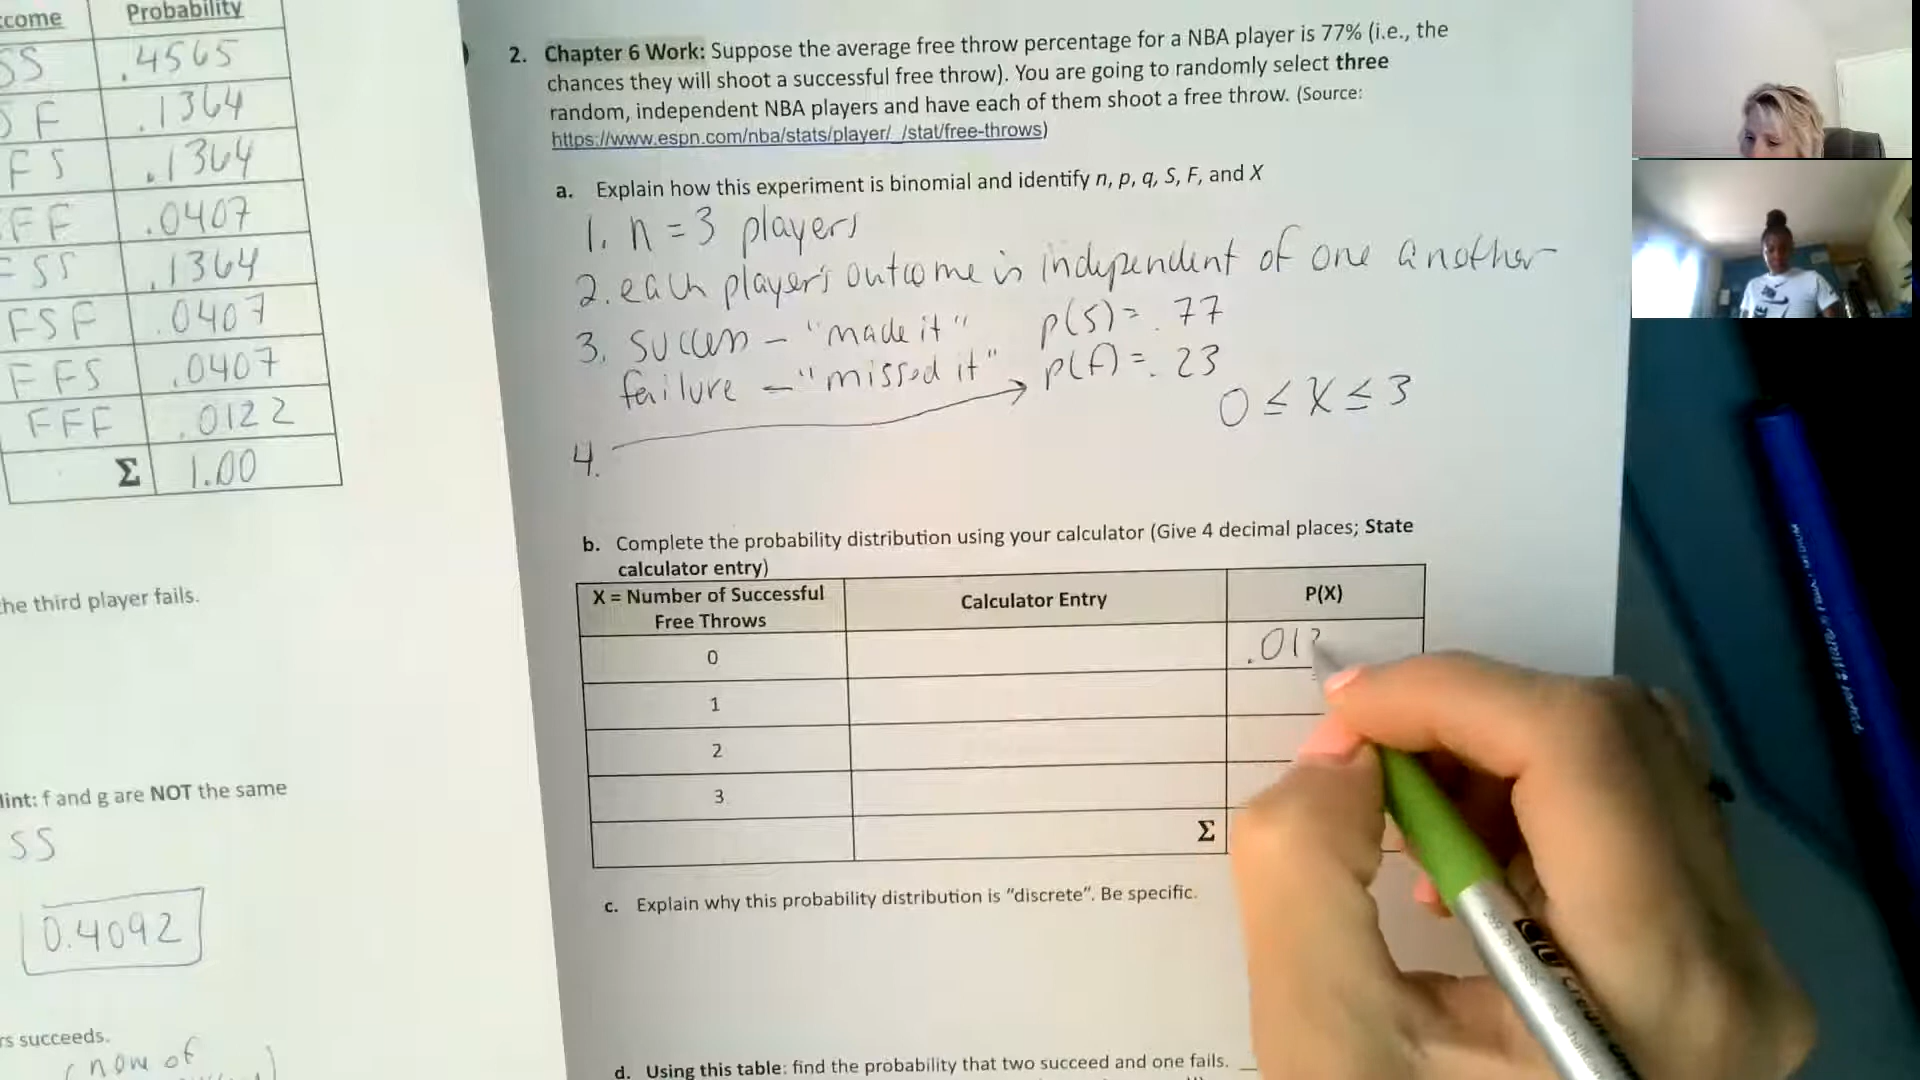 Probability
SS .4565
F .1364
FS .1364
FF .0407
SS .1364
FSF .0407
FFS .0407
FFF .0122
Σ 1.00
the third player fails.
f and g are NOT the same
SS
0.4092
succeeds.
(none of )
2. Chapter 6 Work: Suppose the average free throw percentage for a NBA player is 77% (i.e., the
chances they will shoot a successful free throw). You are going to randomly select three
random, independent NBA players and have each of them shoot a free throw. (Source:
https://www.espn.com/nba/stats/player/_/stat/free-throws)
a. Explain how this experiment is binomial and identify n, p, q, S, F, and X
1. n = 3 players
2. each player's outcome is independent of one another
3. success - "made it" p(S) = .77
failure - "missed it" p(f) = .23
0 ≤ X ≤ 3
4.
b. Complete the probability distribution using your calculator (Give 4 decimal places; State
calculator entry)
X = Number of Successful
Free Throws
Calculator Entry
P(X)
0 .012
1
2
3
Σ
c. Explain why this probability distribution is "discrete". Be specific.
d. Using this table: find the probability that two succeed and one fails.